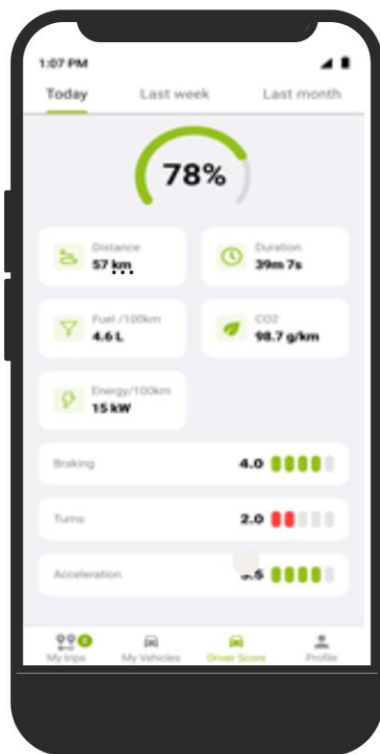 1:07 PM
Today Last week Last month
78%
Distance
57 km
Duration
39m 7s
Fuel /100km
4.6 L
CO2
98.7 g/km
Energy/100km
15 kW
Braking 4.0
Turns 2.0
Acceleration
My trips My Vehicles Driver Score Profile